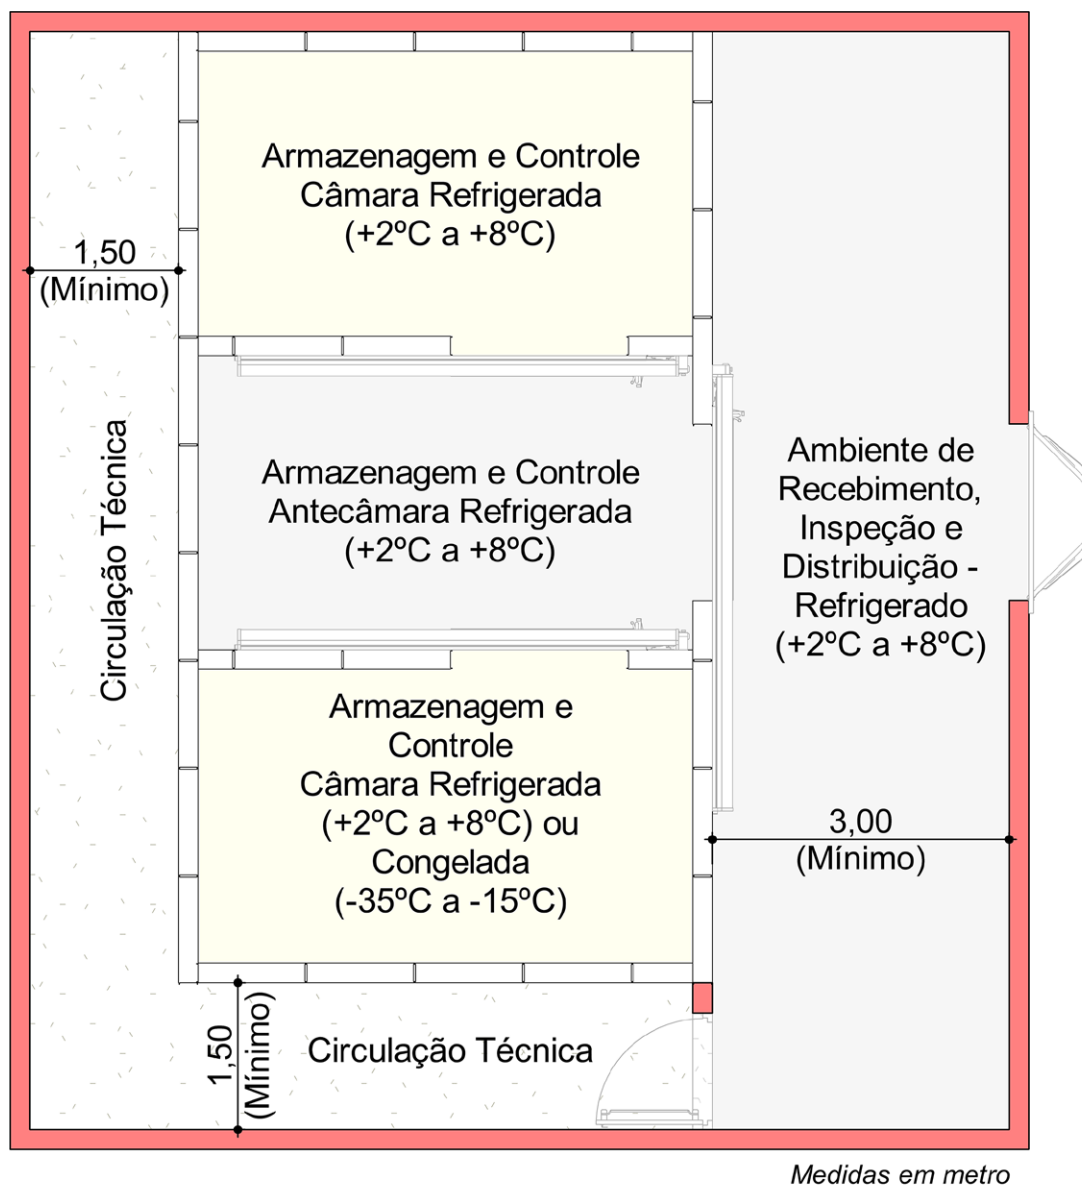 Armazenagem e Controle
Câmara Refrigerada
(+2ºC a +8ºC)
1,50
(Mínimo)
Circulação Técnica
Armazenagem e Controle
Antecâmara Refrigerada
(+2ºC a +8ºC)
Ambiente de
Recebimento,
Inspeção e
Distribuição -
Refrigerado
(+2ºC a +8ºC)
Armazenagem e
Controle
Câmara Refrigerada
(+2ºC a +8ºC) ou
Congelada
(-35ºC a -15ºC)
3,00
(Mínimo)
1,50
(Mínimo)
Circulação Técnica
Medidas em metro